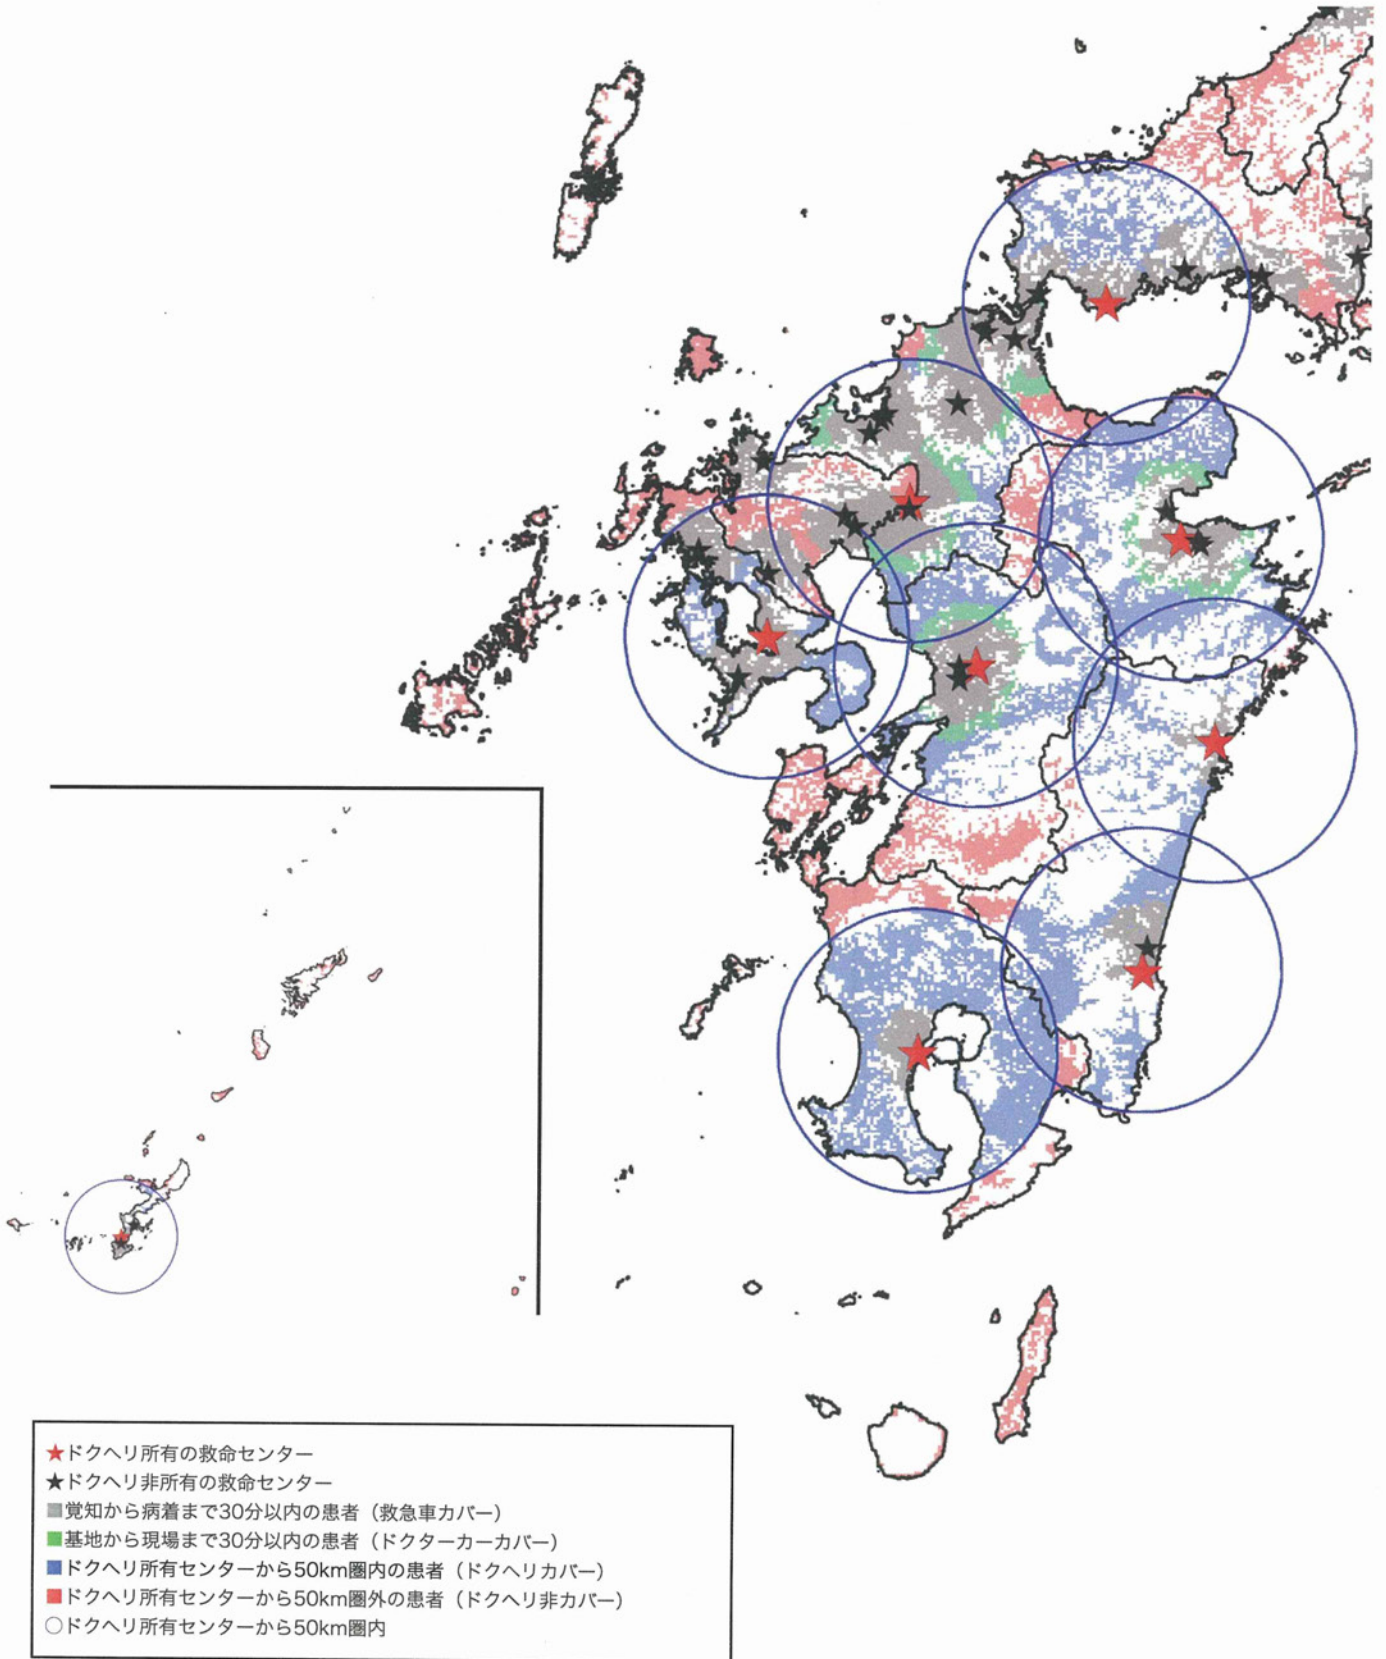 ★ドクヘリ所有の救命センター
★ドクヘリ非所有の救命センター
■覚知から病着まで30分以内の患者（救急車カバー）
■基地から現場まで30分以内の患者（ドクターカーカバー）
■ドクヘリ所有センターから50km圏内の患者（ドクヘリカバー）
■ドクヘリ所有センターから50km圏外の患者（ドクヘリ非カバー）
○ドクヘリ所有センターから50km圏内